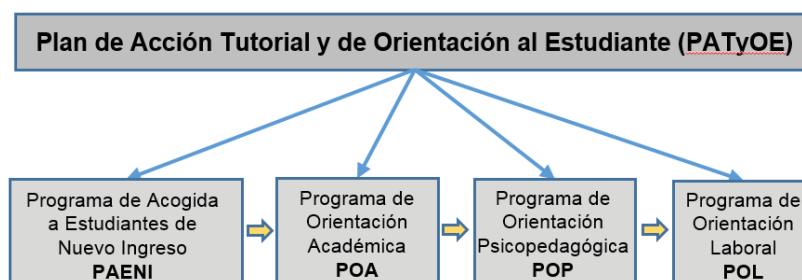 Plan de Acción Tutorial y de Orientación al Estudiante (PATyOE)
Programa de Acogida
a Estudiantes de
Nuevo Ingreso
PAENI
Programa de
Orientación
Académica
POA
Programa de
Orientación
Psicopedagógica
POP
Programa de
Orientación
Laboral
POL